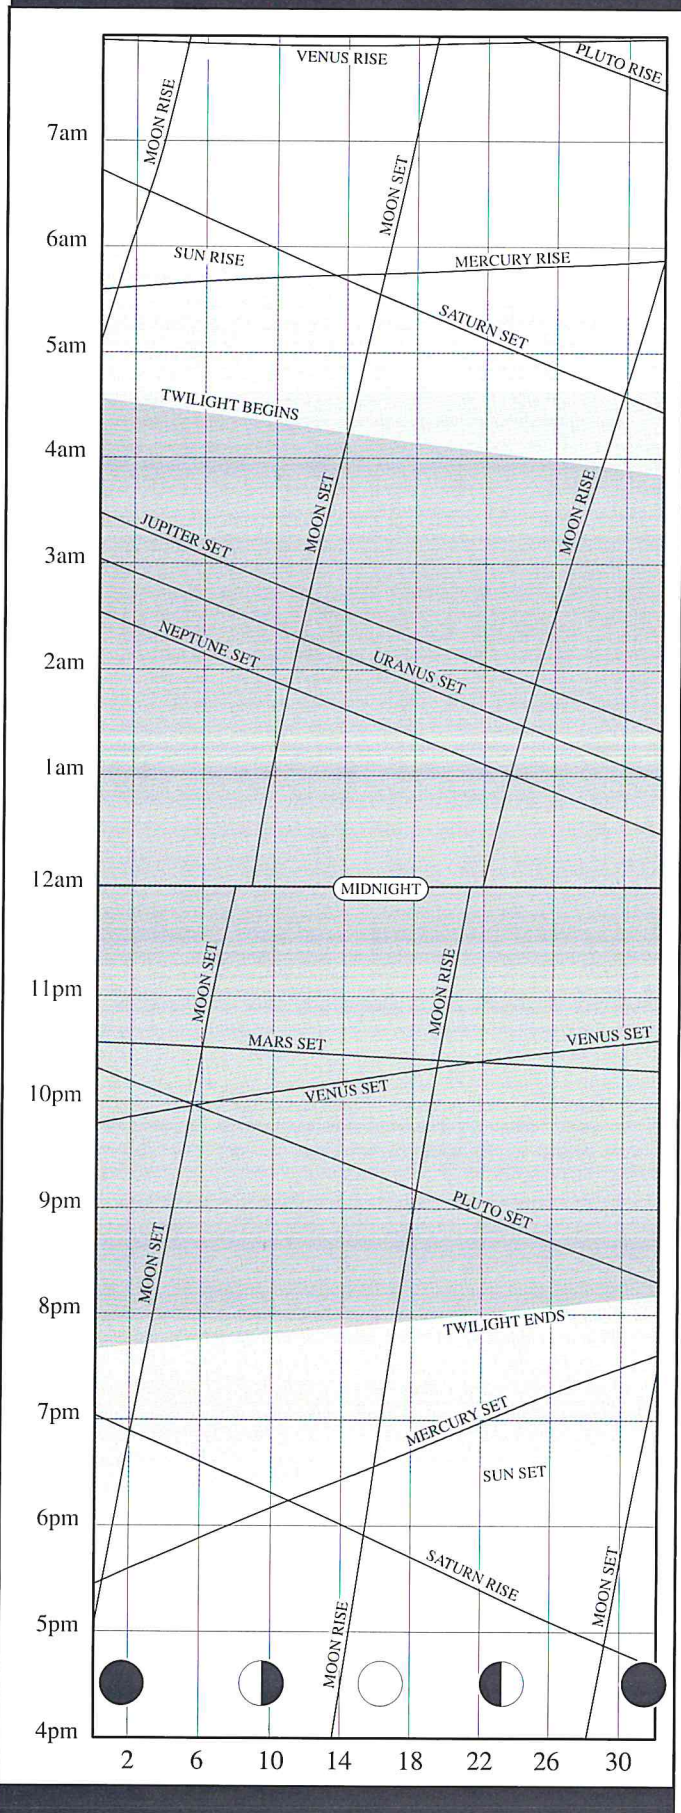 VENUS RISE
PLUTO RISE
MOON RISE
7am
MOON SET
6am
SUN RISE
MERCURY RISE
SATURN SET
5am
TWILIGHT BEGINS
4am
MOON SET
MOON RISE
JUPITER SET
3am
NEPTUNE SET
URANUS SET
2am
1am
12am
MIDNIGHT
MOON SET
MOON RISE
11pm
MARS SET
VENUS SET
VENUS SET
10pm
9pm
PLUTO SET
MOON SET
8pm
TWILIGHT ENDS
7pm
MERCURY SET
SUN SET
6pm
SATURN RISE
MOON SET
5pm
MOON RISE
4pm
2 6 10 14 18 22 26 30